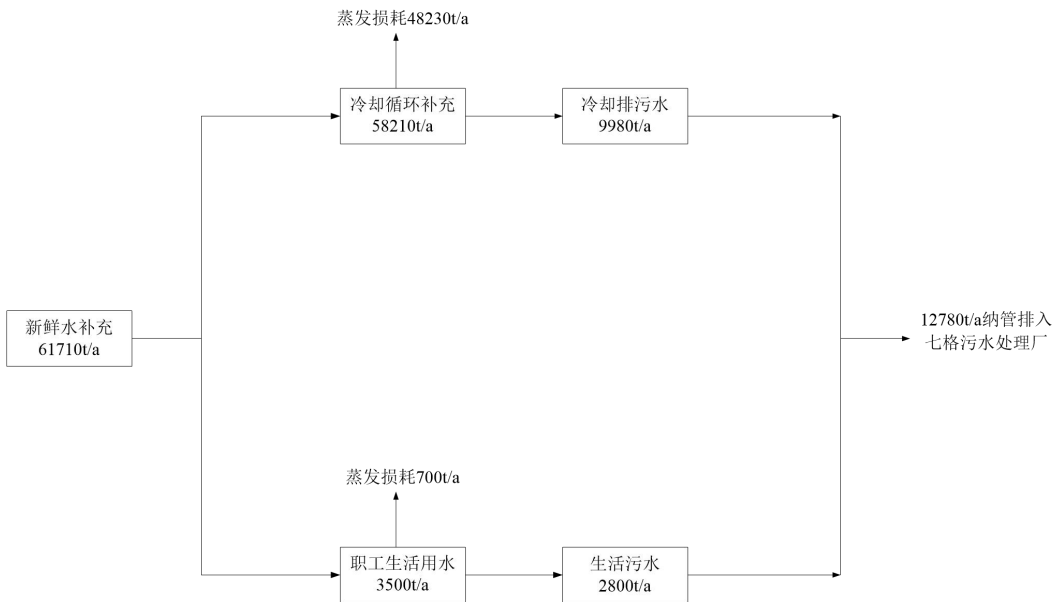 蒸发损耗48230t/a
冷却循环补充
58210t/a
冷却排污水
9980t/a
新鲜水补充
61710t/a
12780t/a纳管排入
七格污水处理厂
蒸发损耗700t/a
职工生活用水
3500t/a
生活污水
2800t/a